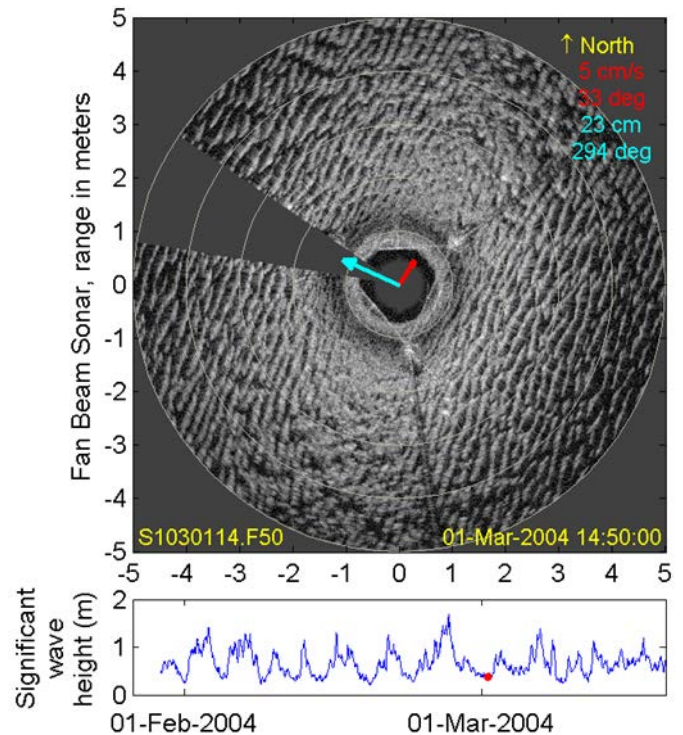 5
4
3
2
1
0
-1
-2
-3
-4
-5
Fan Beam Sonar, range in meters
↑ North
5 cm/s
33 deg
23 cm
294 deg
S1030114.F50
01-Mar-2004 14:50:00
-5 -4 -3 -2 -1 0 1 2 3 4 5
Significant
wave
height (m)
2
1
0
01-Feb-2004
01-Mar-2004